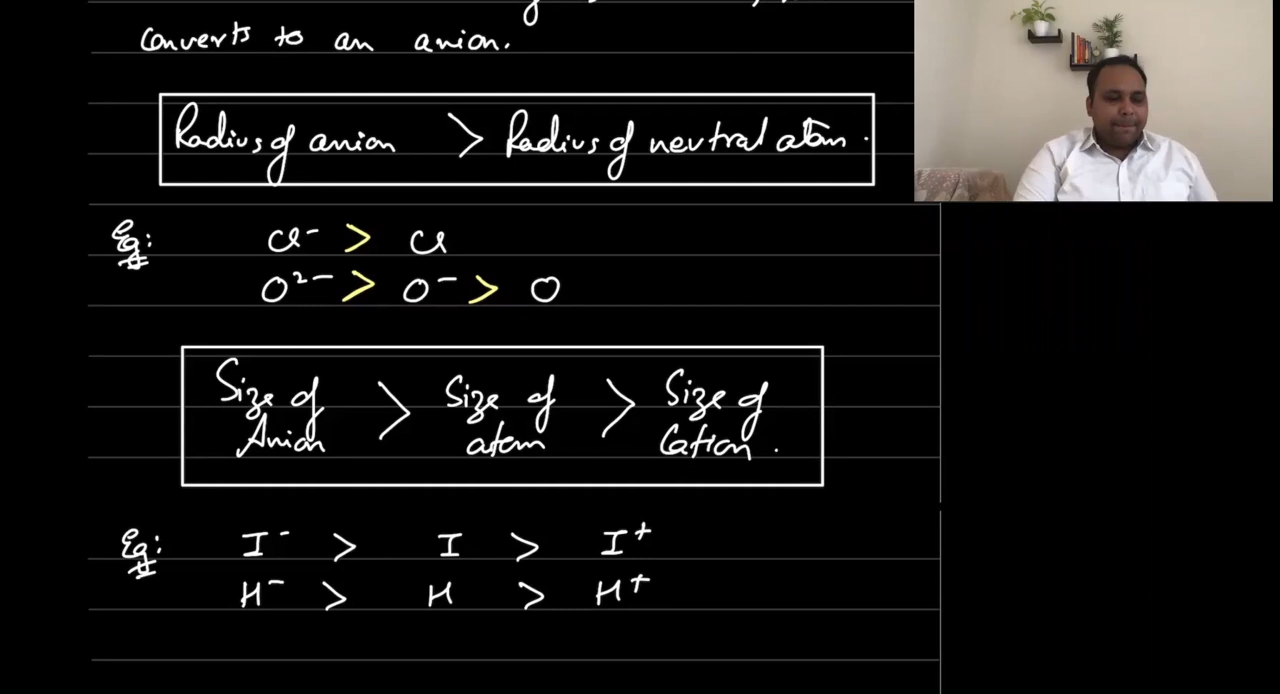 converts to an anion.
Radius of anion > Radius of neutral atom.
Eg: Cl⁻ > Cl
O²⁻ > O⁻ > O
Size of Anion > Size of atom > Size of Cation.
Eg: I⁻ > I > I⁺
H⁻ > H > H⁺